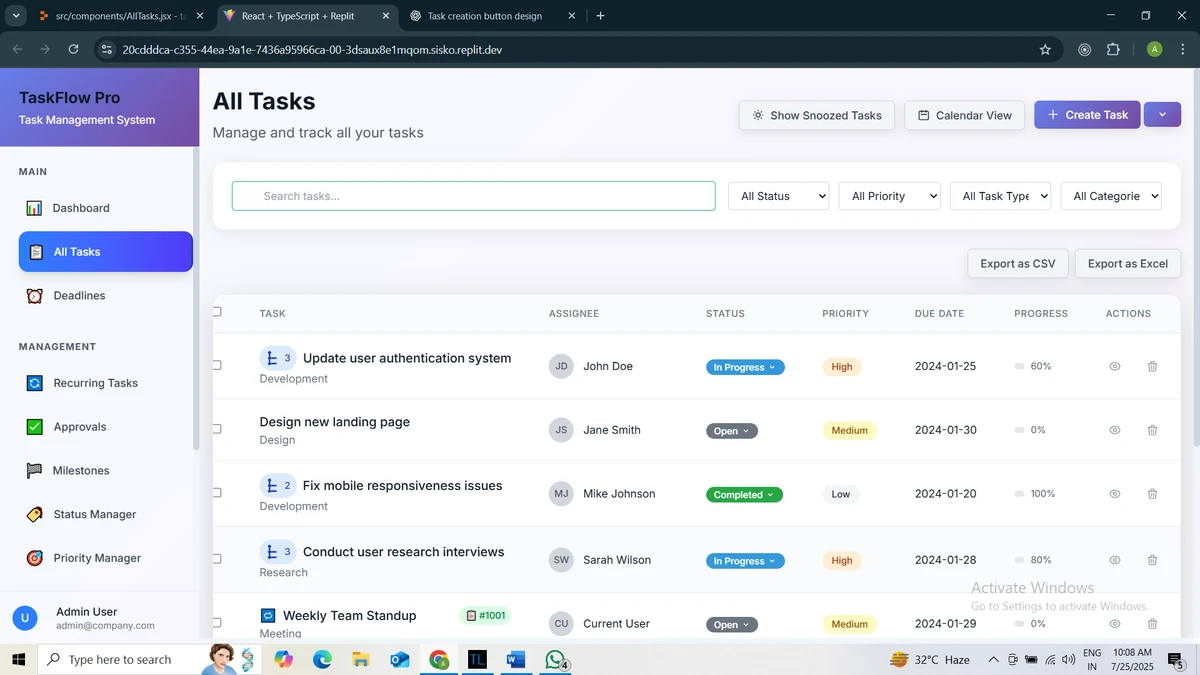 src/components/AllTasks.jsx - ta
React + TypeScript + Replit
Task creation button design
20cdddca-c355-44ea-9a1e-7436a95966ca-00-3dsaux8e1mqom.sisko.replit.dev
A
TaskFlow Pro
Task Management System
MAIN
Dashboard
All Tasks
Deadlines
MANAGEMENT
Recurring Tasks
Approvals
Milestones
Status Manager
Priority Manager
U
Admin User
admin@company.com
All Tasks
Manage and track all your tasks
Show Snoozed Tasks
Calendar View
+ Create Task
Search tasks...
All Status
All Priority
All Task Type
All Categorie
Export as CSV
Export as Excel
TASK ASSIGNEE STATUS PRIORITY DUE DATE PROGRESS ACTIONS
3 Update user authentication system JD John Doe In Progress High 2024-01-25 60%
Development
Design new landing page JS Jane Smith Open Medium 2024-01-30 0%
Design
2 Fix mobile responsiveness issues MJ Mike Johnson Completed Low 2024-01-20 100%
Development
3 Conduct user research interviews SW Sarah Wilson In Progress High 2024-01-28 80%
Research
Weekly Team Standup #1001 CU Current User Open Medium 2024-01-29 0%
Meeting
Activate Windows
Go to Settings to activate Windows.
Type here to search
A
TL
W
4
32°C Haze
ENG
IN
10:08 AM
7/25/2025
5